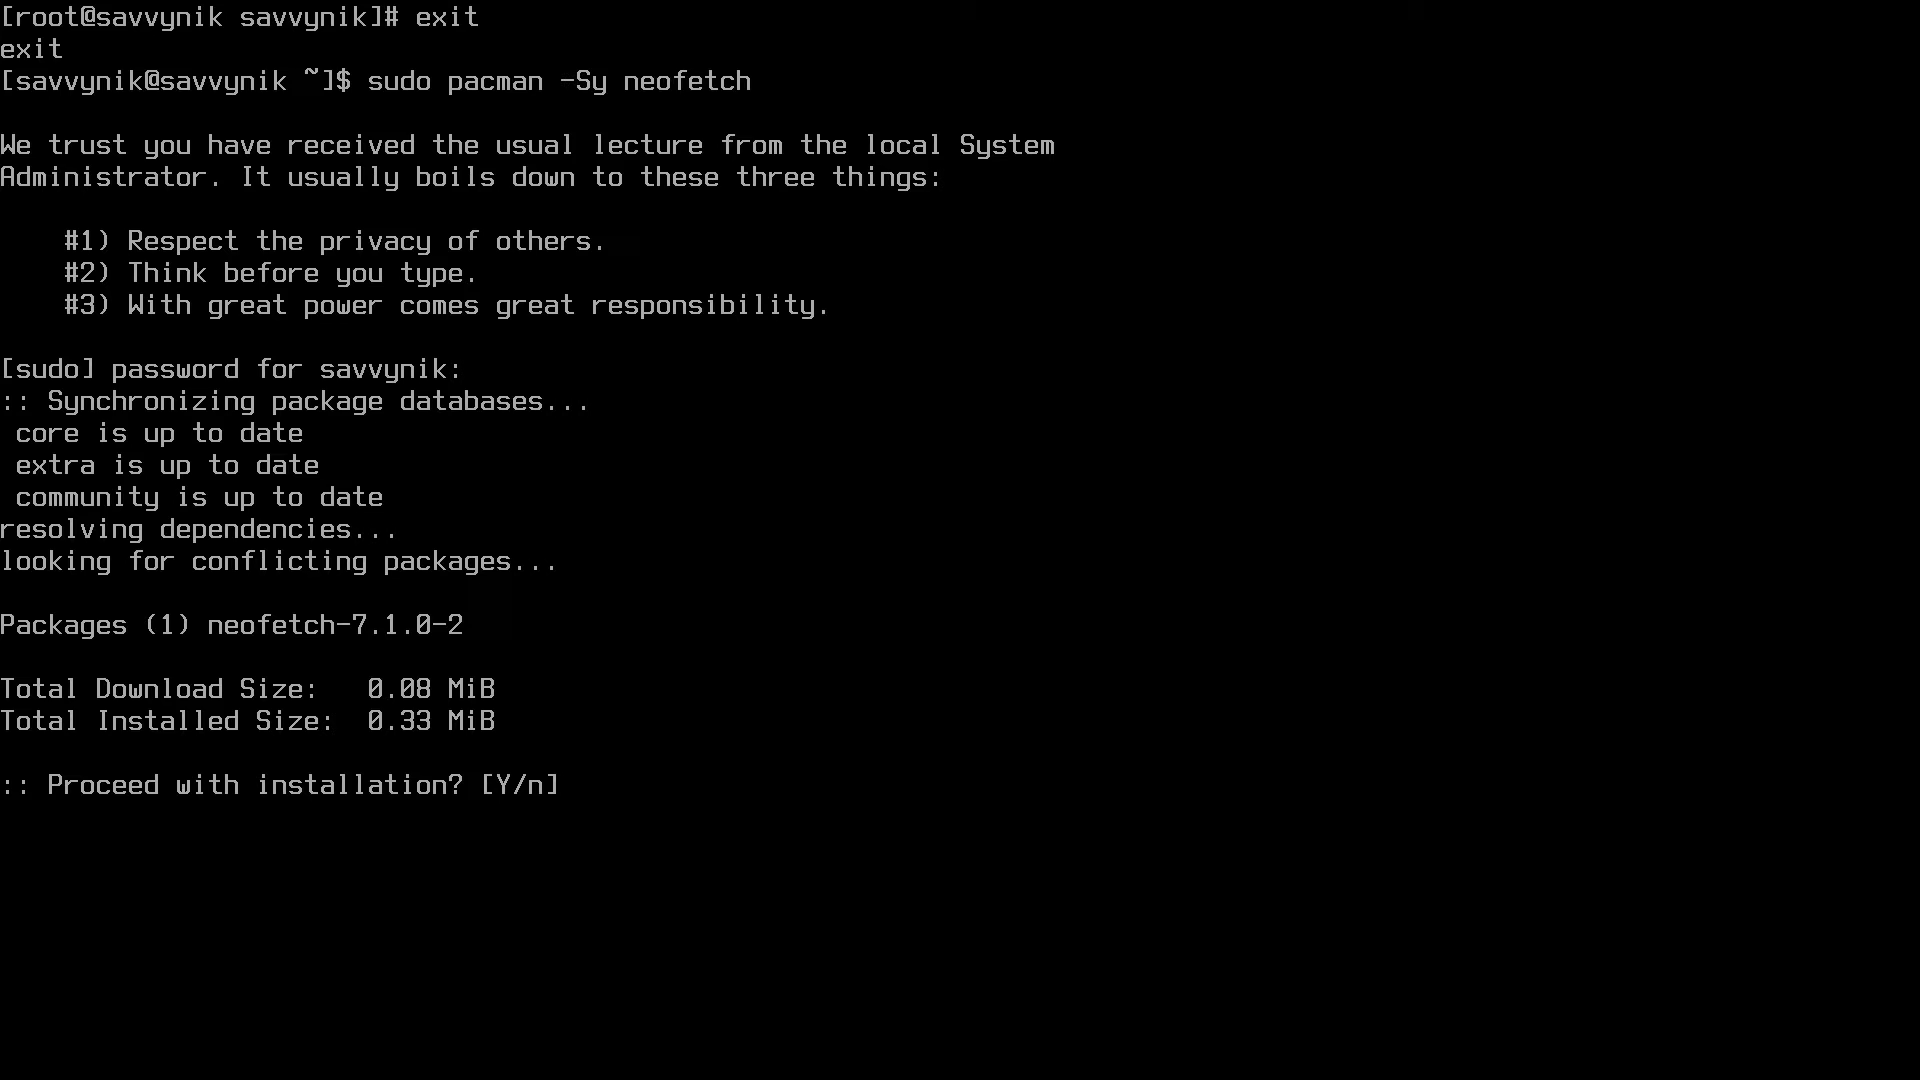 [root@savvynik savvynik]# exit
exit
[savvynik@savvynik ~]$ sudo pacman -Sy neofetch
We trust you have received the usual lecture from the local System
Administrator. It usually boils down to these three things:
#1) Respect the privacy of others.
#2) Think before you type.
#3) With great power comes great responsibility.
[sudo] password for savvynik:
:: Synchronizing package databases...
core is up to date
extra is up to date
community is up to date
resolving dependencies...
looking for conflicting packages...
Packages (1) neofetch-7.1.0-2
Total Download Size:   0.08 MiB
Total Installed Size:  0.33 MiB
:: Proceed with installation? [Y/n]